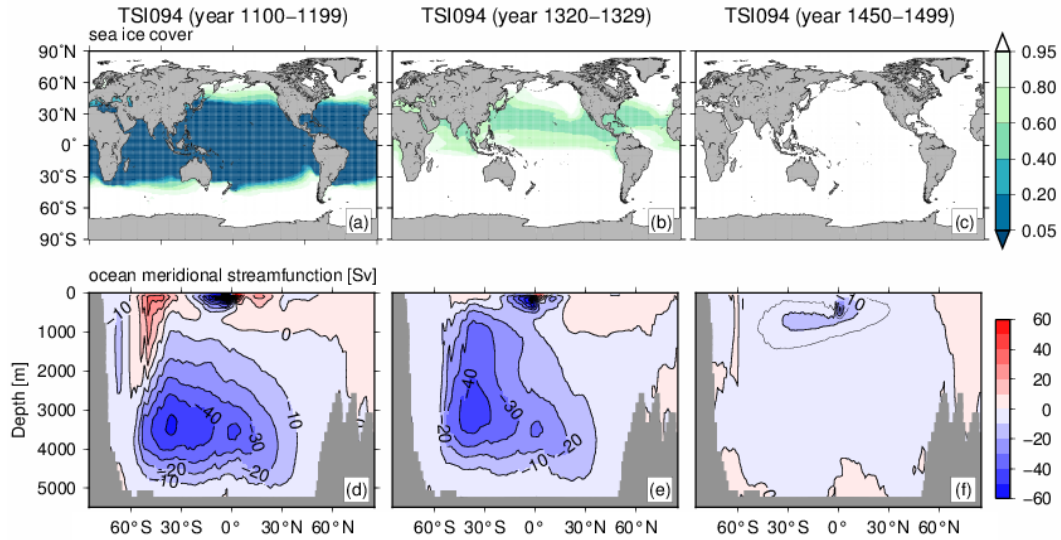 TSI094 (year 1100−1199) TSI094 (year 1320−1329) TSI094 (year 1450−1499)
sea ice cover
90˚N
60˚N
30˚N
0˚
30˚S
60˚S
90˚S
(a) (b) (c)
0.95
0.80
0.60
0.40
0.20
0.05
ocean meridional streamfunction [Sv]
0
1000
2000
3000
4000
5000
Depth [m]
−10 0 −40 −10 −30 −20 −20 −10 (d)
−40 −30 −20 −20 −10 (e)
−10 (f)
60
40
20
0
−20
−40
−60
60˚S 30˚S 0˚ 30˚N 60˚N 60˚S 30˚S 0˚ 30˚N 60˚N 60˚S 30˚S 0˚ 30˚N 60˚N